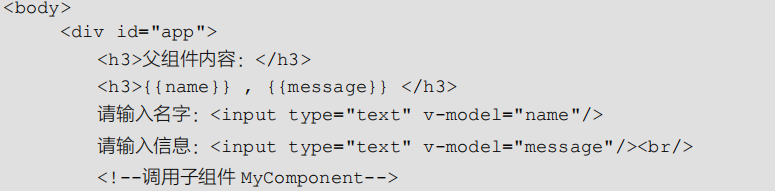 <body>
<div id="app">
<h3>父组件内容：</h3>
<h3>{{name}} , {{message}} </h3>
请输入名字：<input type="text" v-model="name"/>
请输入信息：<input type="text" v-model="message"/><br/>
<!--调用子组件 MyComponent-->